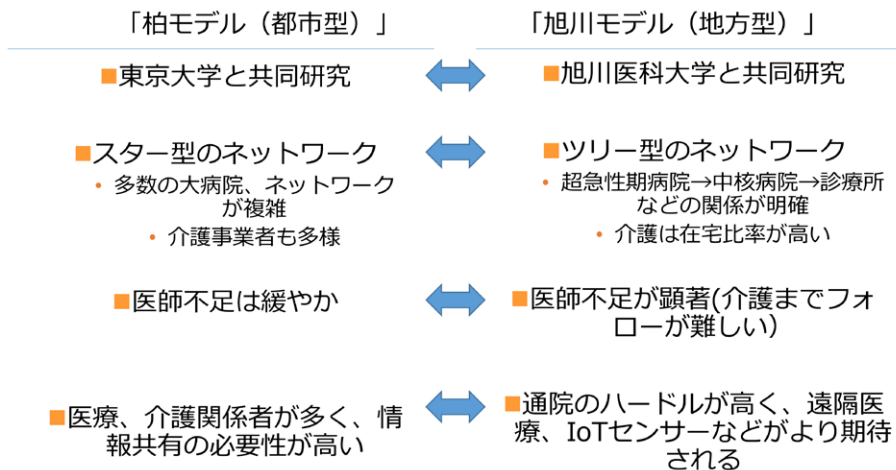 「柏モデル（都市型）」
「旭川モデル（地方型）」
■東京大学と共同研究
■旭川医科大学と共同研究
■スター型のネットワーク
• 多数の大病院、ネットワーク
が複雑
• 介護事業者も多様
■ツリー型のネットワーク
• 超急性期病院→中核病院→診療所
などの関係が明確
• 介護は在宅比率が高い
■医師不足は緩やか
■医師不足が顕著(介護までフォ
ローが難しい）
■医療、介護関係者が多く、情
報共有の必要性が高い
■通院のハードルが高く、遠隔医
療、IoTセンサーなどがより期待
される